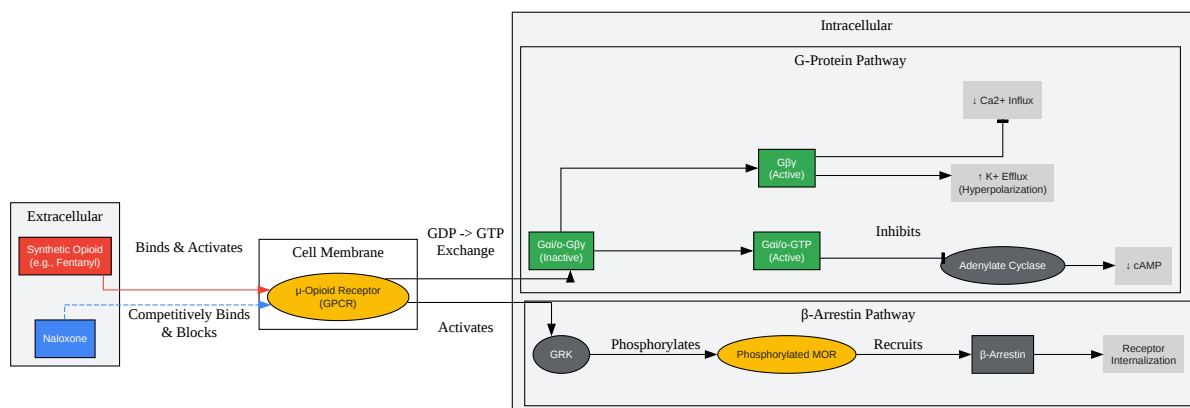 Intracellular
G-Protein Pathway
↓ Ca2+ Influx
Gβγ
(Active)
↑ K+ Efflux
(Hyperpolarization)
Extracellular
Synthetic Opioid
(e.g., Fentanyl)
Naloxone
Binds & Activates
Competitively Binds
& Blocks
Cell Membrane
μ-Opioid Receptor
(GPCR)
GDP -> GTP
Exchange
Activates
Gαi/o-Gβγ
(Inactive)
Gαi/o-GTP
(Active)
Inhibits
Adenylate Cyclase
↓ cAMP
β-Arrestin Pathway
GRK
Phosphorylates
Phosphorylated MOR
Recruits
β-Arrestin
Receptor
Internalization